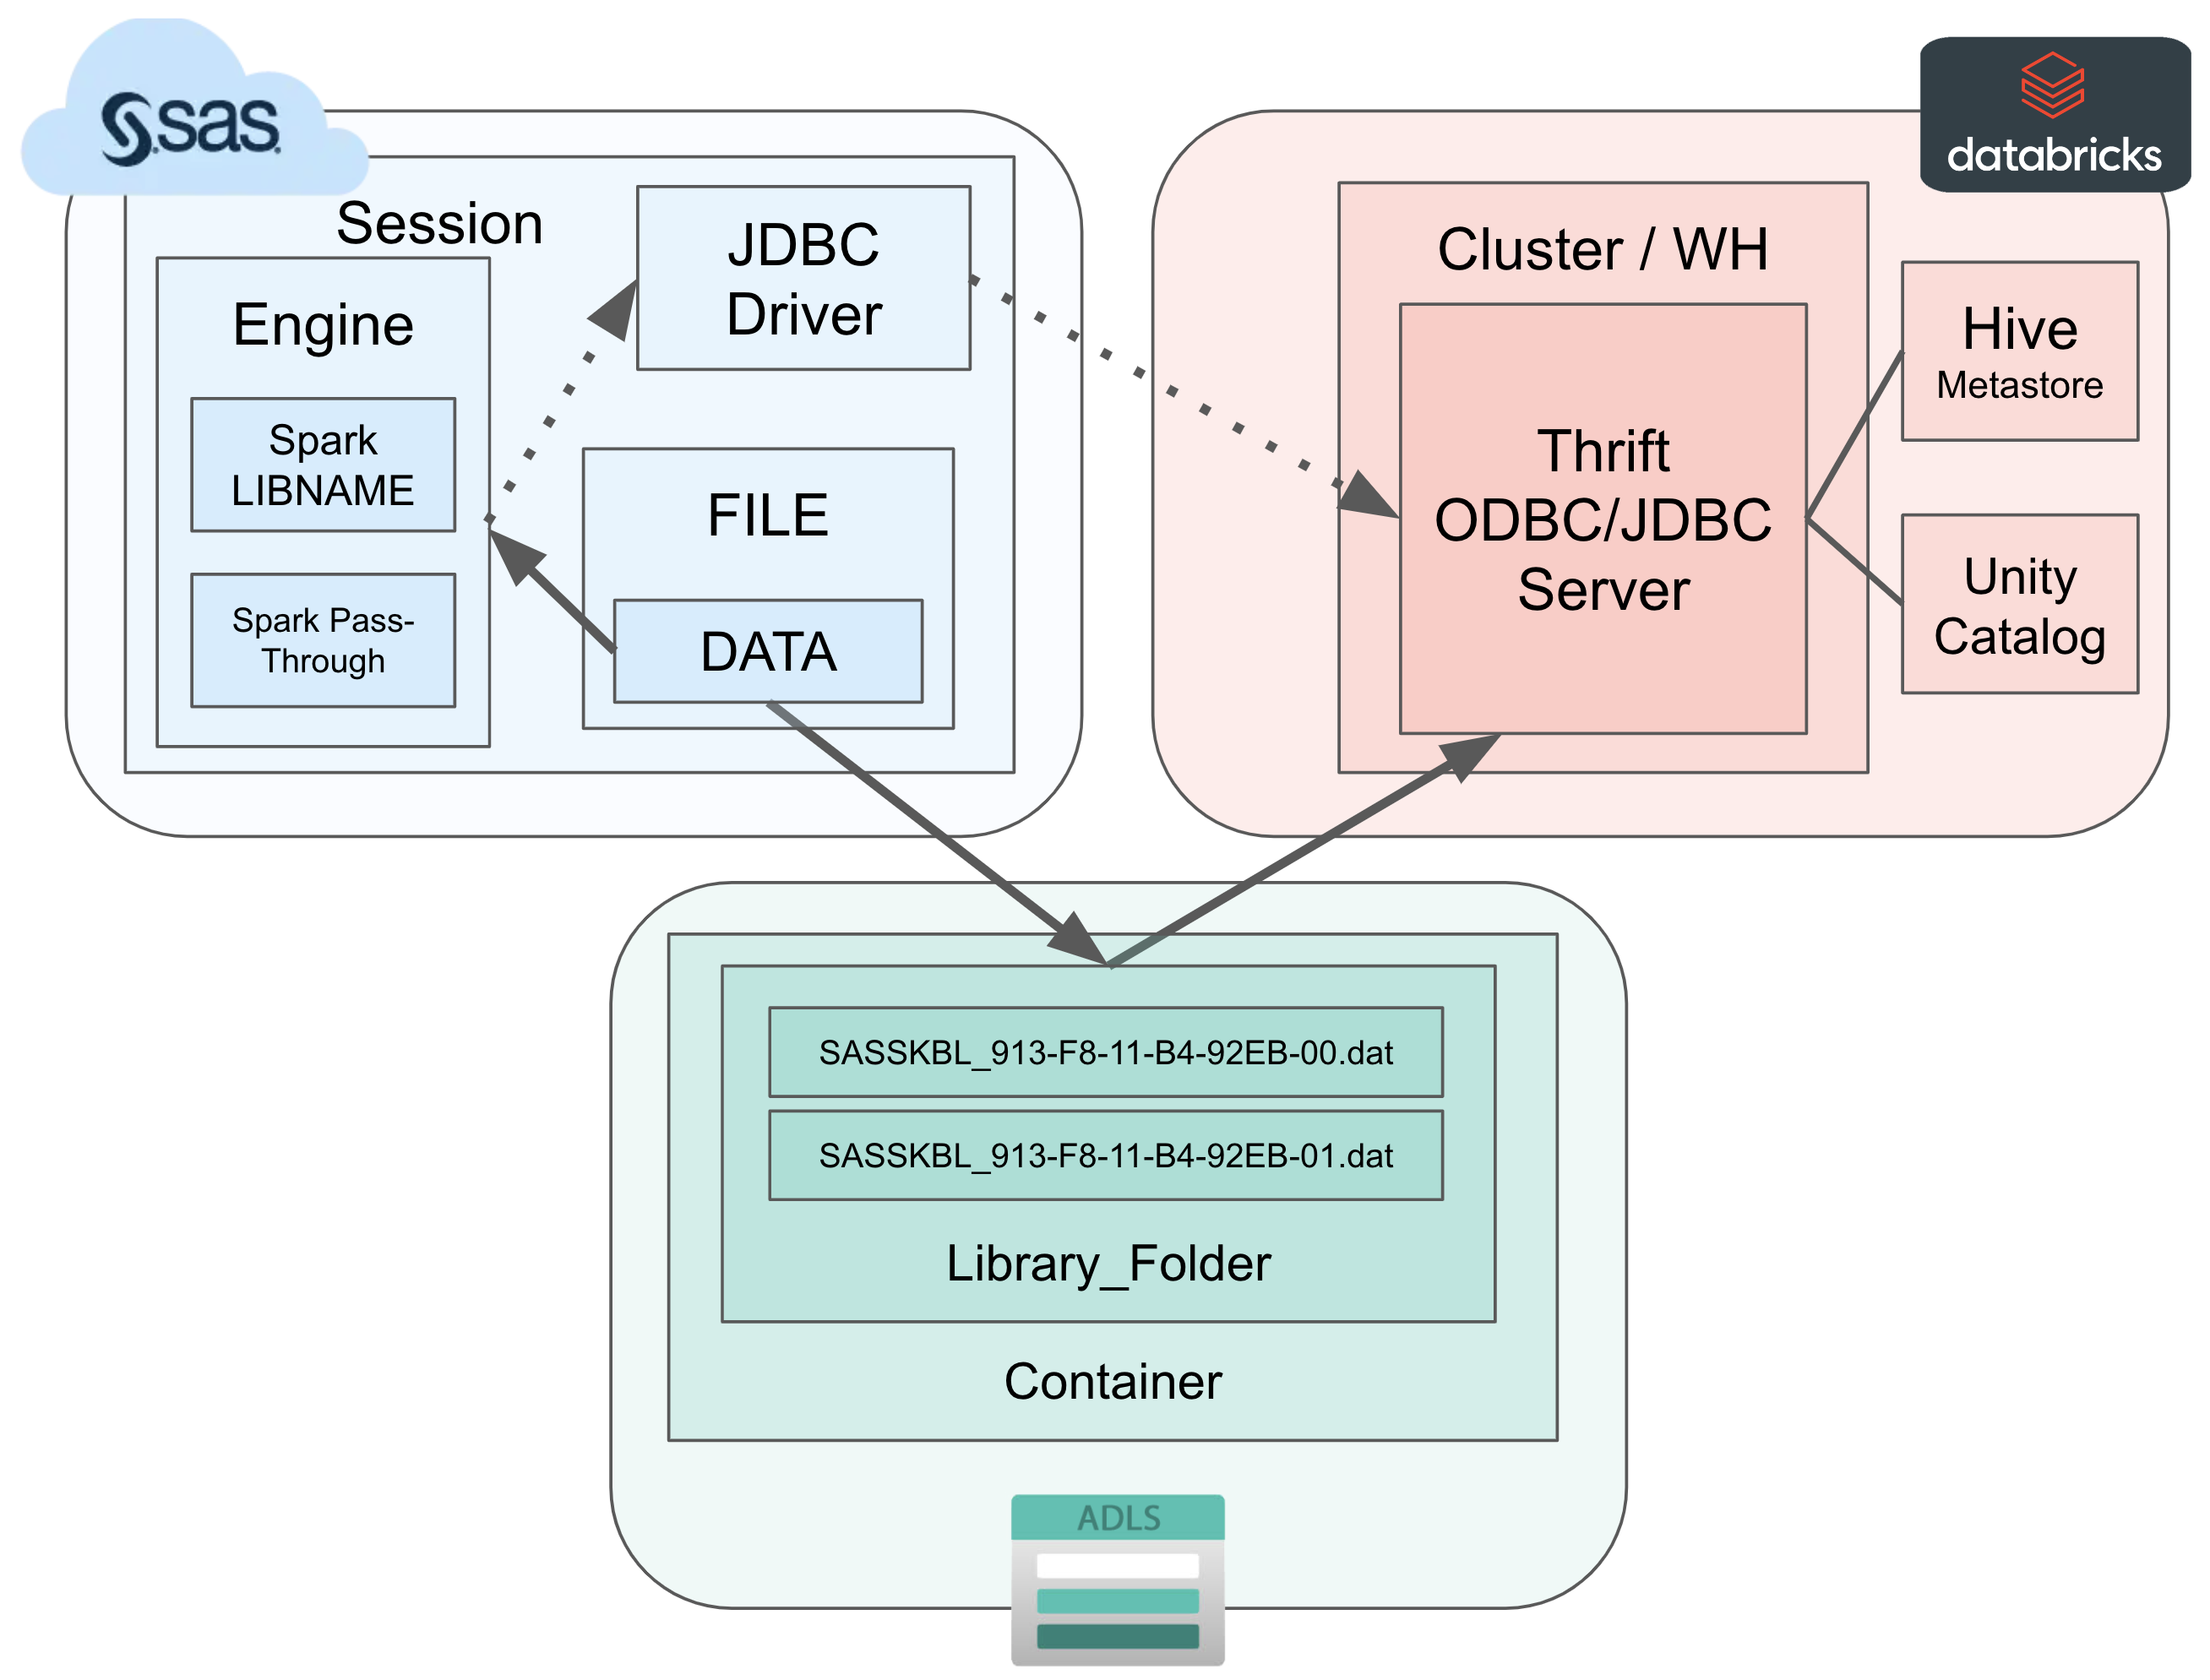 sas
Session
Engine
Spark
LIBNAME
Spark Pass-
Through
JDBC
Driver
FILE
DATA
databricks
Cluster / WH
Thrift
ODBC/JDBC
Server
Hive
Metastore
Unity
Catalog
SASSKBL_913-F8-11-B4-92EB-00.dat
SASSKBL_913-F8-11-B4-92EB-01.dat
Library_Folder
Container
ADLS